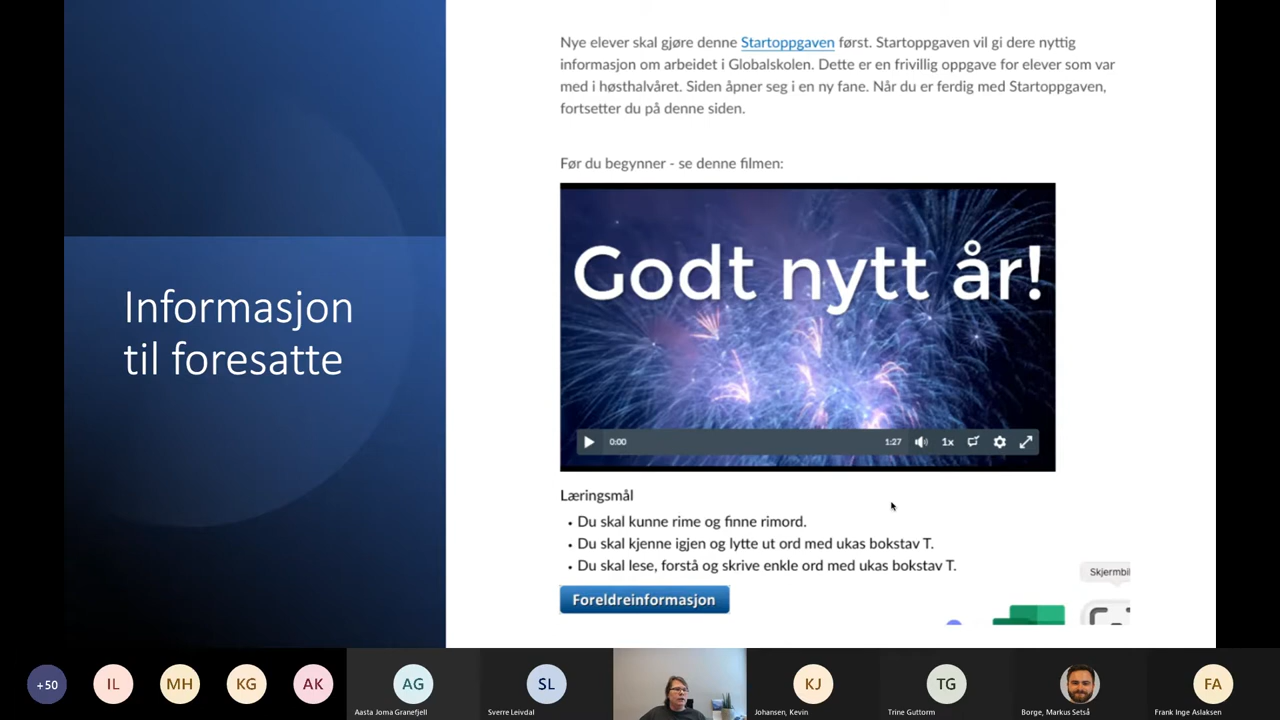 Nye elever skal gjøre denne Startoppgaven først. Startoppgaven vil gi dere nyttig
informasjon om arbeidet i Globalskolen. Dette er en frivillig oppgave for elever som var
med i høsthalvåret. Siden åpner seg i en ny fane. Når du er ferdig med Startoppgaven,
fortsetter du på denne siden.
Før du begynner - se denne filmen:
Godt nytt år!
0:00 1:27 1x
Informasjon
til foresatte
Læringsmål
• Du skal kunne rime og finne rimord.
• Du skal kjenne igjen og lytte ut ord med ukas bokstav T.
• Du skal lese, forstå og skrive enkle ord med ukas bokstav T.
Foreldreinformasjon
Skjermbil
+50 IL MH KG AK AG SL KJ TG FA
Aasta Joma Granefjell Sverre Leivdal Johansen, Kevin Trine Guttorm Borge, Markus Setså Frank Inge Aslaksen